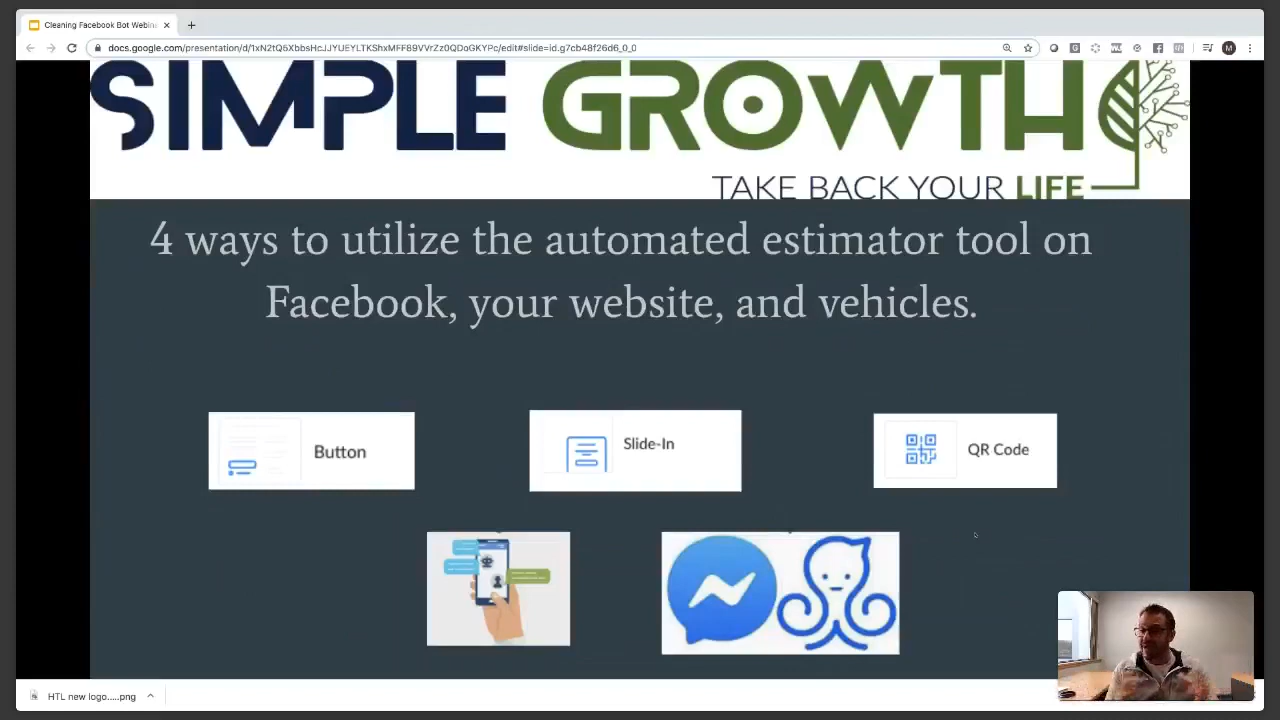 Cleaning Facebook Bot Webin
docs.google.com/presentation/d/1xN2tQ5XbbsHcJJYUEYLTKShxMFF89VVrZz0QDoGKYPc/edit#slide=id.g7cb48f26d6_0_0
M
SIMPLE GROWTH
TAKE BACK YOUR LIFE
4 ways to utilize the automated estimator tool on
Facebook, your website, and vehicles.
Button
Slide-In
QR Code
HTL new logo.....png